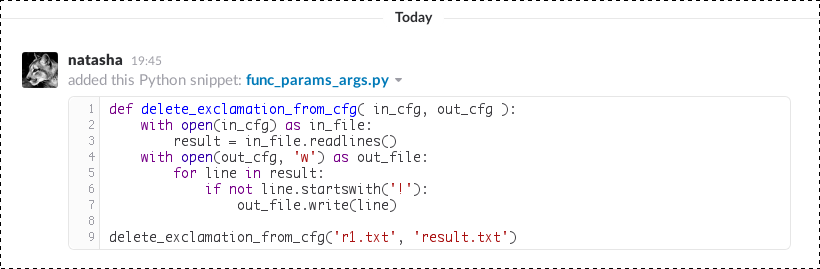 Today
natasha 19:45
added this Python snippet: func_params_args.py
1 def delete_exclamation_from_cfg( in_cfg, out_cfg ):
2     with open(in_cfg) as in_file:
3         result = in_file.readlines()
4     with open(out_cfg, 'w') as out_file:
5         for line in result:
6             if not line.startswith('!'):
7                 out_file.write(line)
8
9 delete_exclamation_from_cfg('r1.txt', 'result.txt')